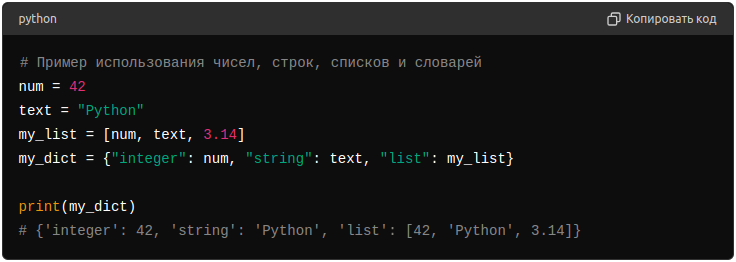 python
Копировать код
# Пример использования чисел, строк, списков и словарей
num = 42
text = "Python"
my_list = [num, text, 3.14]
my_dict = {"integer": num, "string": text, "list": my_list}
print(my_dict)
# {'integer': 42, 'string': 'Python', 'list': [42, 'Python', 3.14]}